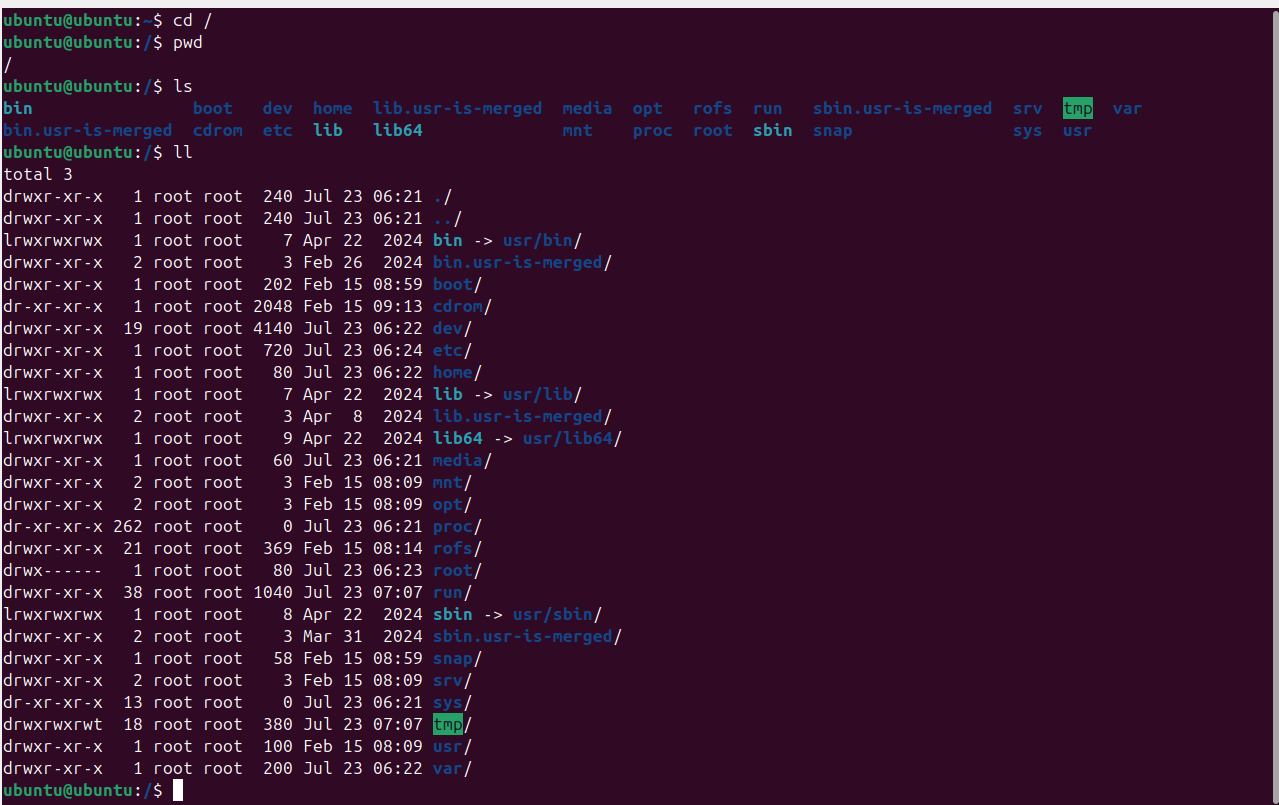 ubuntu@ubuntu:~$ cd /
ubuntu@ubuntu:/$ pwd
/
ubuntu@ubuntu:/$ ls
bin                boot   dev  home  lib.usr-is-merged  media  opt   rofs  run   sbin.usr-is-merged  srv  tmp  var
bin.usr-is-merged  cdrom  etc  lib   lib64              mnt    proc  root  sbin  snap                sys  usr
ubuntu@ubuntu:/$ ll
total 3
drwxr-xr-x   1 root root  240 Jul 23 06:21 ./
drwxr-xr-x   1 root root  240 Jul 23 06:21 ../
lrwxrwxrwx   1 root root    7 Apr 22  2024 bin -> usr/bin/
drwxr-xr-x   2 root root    3 Feb 26  2024 bin.usr-is-merged/
drwxr-xr-x   1 root root  202 Feb 15 08:59 boot/
dr-xr-xr-x   1 root root 2048 Feb 15 09:13 cdrom/
drwxr-xr-x  19 root root 4140 Jul 23 06:22 dev/
drwxr-xr-x   1 root root  720 Jul 23 06:24 etc/
drwxr-xr-x   1 root root   80 Jul 23 06:22 home/
lrwxrwxrwx   1 root root    7 Apr 22  2024 lib -> usr/lib/
drwxr-xr-x   2 root root    3 Apr  8  2024 lib.usr-is-merged/
lrwxrwxrwx   1 root root    9 Apr 22  2024 lib64 -> usr/lib64/
drwxr-xr-x   1 root root   60 Jul 23 06:21 media/
drwxr-xr-x   2 root root    3 Feb 15 08:09 mnt/
drwxr-xr-x   2 root root    3 Feb 15 08:09 opt/
dr-xr-xr-x 262 root root    0 Jul 23 06:21 proc/
drwxr-xr-x  21 root root  369 Feb 15 08:14 rofs/
drwx------   1 root root   80 Jul 23 06:23 root/
drwxr-xr-x  38 root root 1040 Jul 23 07:07 run/
lrwxrwxrwx   1 root root    8 Apr 22  2024 sbin -> usr/sbin/
drwxr-xr-x   2 root root    3 Mar 31  2024 sbin.usr-is-merged/
drwxr-xr-x   1 root root   58 Feb 15 08:59 snap/
drwxr-xr-x   2 root root    3 Feb 15 08:09 srv/
dr-xr-xr-x  13 root root    0 Jul 23 06:21 sys/
drwxrwxrwt  18 root root  380 Jul 23 07:07 tmp/
drwxr-xr-x   1 root root  100 Feb 15 08:09 usr/
drwxr-xr-x   1 root root  200 Jul 23 06:22 var/
ubuntu@ubuntu:/$